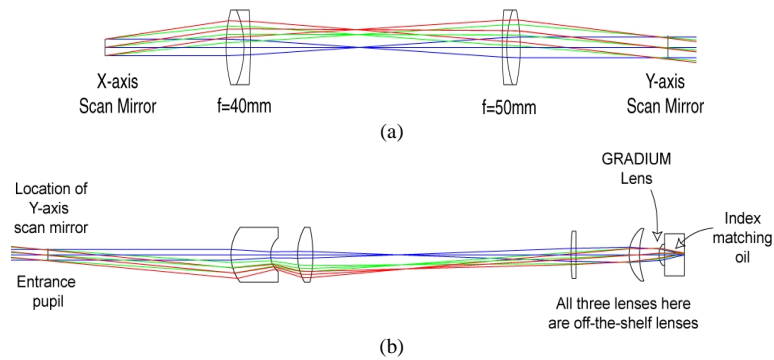 X-axis
Scan Mirror
f=40mm
f=50mm
Y-axis
Scan Mirror
(a)
Location of
Y-axis
scan mirror
Entrance
pupil
GRADIUM
Lens
Index
matching
oil
All three lenses here
are off-the-shelf lenses
(b)